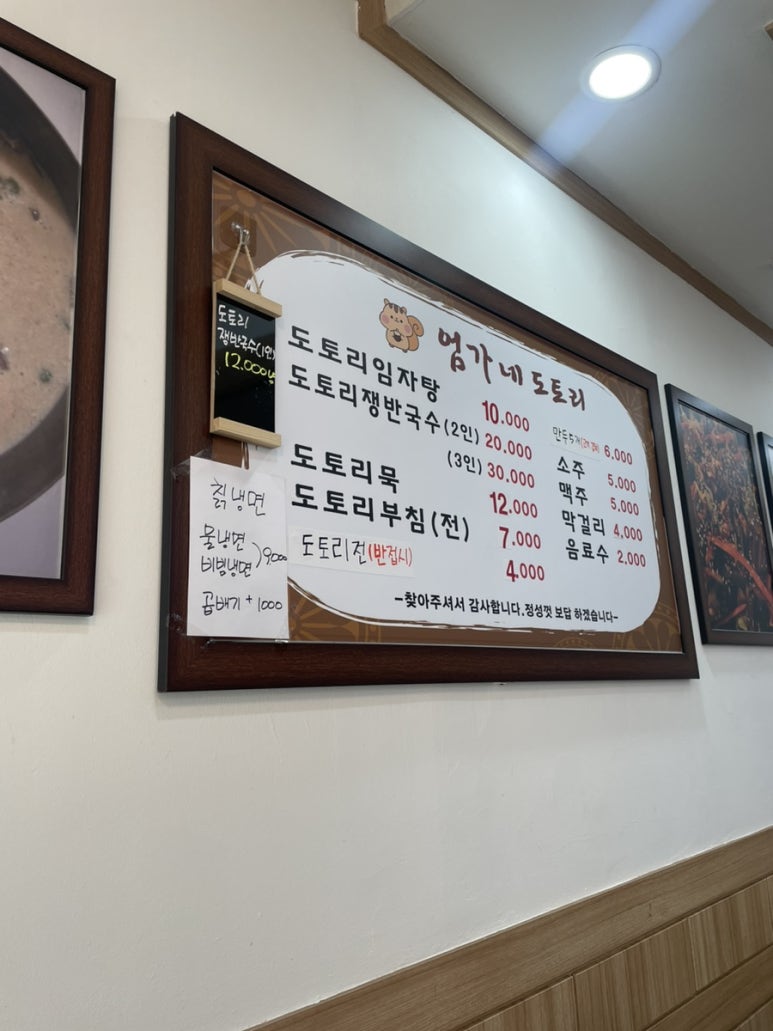 엄가네 도토리
도토리
쟁반국수(1인)
12.000원
도토리임자탕 10.000
도토리쟁반국수(2인) 20.000
(3인) 30.000
도토리묵 12.000
도토리부침(전) 7.000
도토리전(반접시) 4.000
만두5개 6.000
소주 5.000
맥주 5.000
막걸리 4.000
음료수 2.000
-찾아주셔서 감사합니다.정성껏 보답 하겠습니다-
칡냉면
물냉면
비빔냉면 )9000
곱배기 +1000